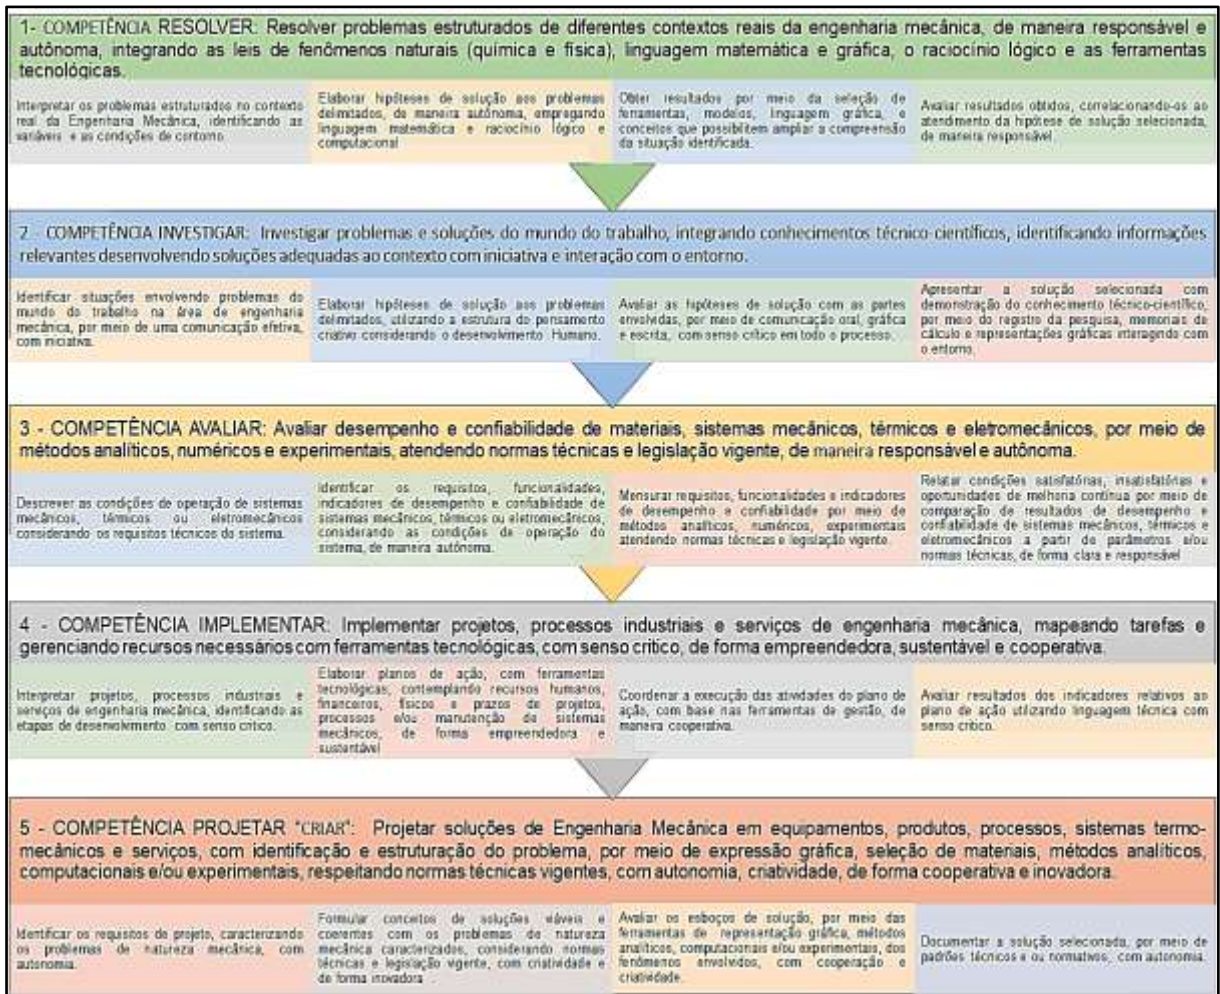 1- COMPETÊNCIA RESOLVER: Resolver problemas estruturados de diferentes contextos reais da engenharia mecânica, de maneira responsável e
autônoma, integrando as leis de fenômenos naturais (química e física), linguagem matemática e gráfica, o raciocínio lógico e as ferramentas
tecnológicas.
Interpretar os problemas estruturados no contexto
real da Engenharia Mecânica, identificando as
variáveis e as condições de contorno.
Elaborar hipóteses de solução aos problemas
delimitados, de maneira autônoma, empregando
linguagem matemática e raciocínio lógico e
computacional
Obter resultados por meio da seleção de
ferramentas, modelos, linguagem gráfica, e
conceitos que possibilitem ampliar a compreensão
da situação identificada.
Avaliar resultados obtidos, correlacionando-os ao
atendimento da hipótese de solução selecionada,
de maneira responsável.
2 - COMPETÊNCIA INVESTIGAR: Investigar problemas e soluções do mundo do trabalho, integrando conhecimentos técnico-científicos, identificando informações
relevantes desenvolvendo soluções adequadas ao contexto com iniciativa e interação com o entorno.
Identificar situações envolvendo problemas do
mundo do trabalho na área de engenharia
mecânica, por meio de uma comunicação efetiva,
com iniciativa.
Elaborar hipóteses de solução aos problemas
delimitados, utilizando a estrutura do pensamento
criativo considerando o desenvolvimento Humano.
Avaliar as hipóteses de solução com as partes
envolvidas, por meio de comunicação oral, gráfica
e escrita, com senso crítico em todo o processo.
Apresentar a solução selecionada com
demonstração do conhecimento técnico-científico,
por meio do registro da pesquisa, memoriais de
cálculo e representações gráficas interagindo com
o entorno.
3 - COMPETÊNCIA AVALIAR: Avaliar desempenho e confiabilidade de materiais, sistemas mecânicos, térmicos e eletromecânicos, por meio de
métodos analíticos, numéricos e experimentais, atendendo normas técnicas e legislação vigente, de maneira responsável e autônoma.
Descrever as condições de operação de sistemas
mecânicos, térmicos ou eletromecânicos
considerando os requisitos técnicos do sistema.
Identificar os requisitos, funcionalidades,
indicadores de desempenho e confiabilidade de
sistemas mecânicos, térmicos ou eletromecânicos,
considerando as condições de operação do
sistema, de maneira autônoma.
Mensurar requisitos, funcionalidades e indicadores
de desempenho e confiabilidade por meio de
métodos analíticos, numéricos, experimentais
atendendo normas técnicas e legislação vigente.
Relatar condições satisfatórias, insatisfatórias e
oportunidades de melhoria contínua por meio de
comparação de resultados de desempenho e
confiabilidade de sistemas mecânicos, térmicos e
eletromecânicos a partir de parâmetros e/ou
normas técnicas, de forma clara e responsável
4 - COMPETÊNCIA IMPLEMENTAR: Implementar projetos, processos industriais e serviços de engenharia mecânica, mapeando tarefas e
gerenciando recursos necessários com ferramentas tecnológicas, com senso critico, de forma empreendedora, sustentável e cooperativa.
Interpretar projetos, processos industriais e
serviços de engenharia mecânica, identificando as
etapas de desenvolvimento com senso crítico.
Elaborar planos de ação, com ferramentas
tecnológicas, contemplando recursos humanos,
financeiros, físicos e prazos de projetos,
processos e/ou manutenção de sistemas
mecânicos, de forma empreendedora e
sustentável
Coordenar a execução das atividades do plano de
ação, com base nas ferramentas de gestão, de
maneira cooperativa.
Avaliar resultados dos indicadores relativos ao
plano de ação utilizando linguagem técnica com
senso crítico.
5 - COMPETÊNCIA PROJETAR "CRIAR": Projetar soluções de Engenharia Mecânica em equipamentos, produtos, processos, sistemas termo-
mecânicos e serviços, com identificação e estruturação do problema, por meio de expressão gráfica, seleção de materiais, métodos analíticos,
computacionais e/ou experimentais, respeitando normas técnicas vigentes, com autonomia, criatividade, de forma cooperativa e inovadora.
Identificar os requisitos de projeto, caracterizando
os problemas de natureza mecânica, com
autonomia.
Formular conceitos de soluções viáveis e
coerentes com os problemas de natureza
mecânica caracterizados, considerando normas
técnicas e legislação vigente, com criatividade e
de forma inovadora
Avaliar os esboços de solução, por meio das
ferramentas de representação gráfica, métodos
analíticos, computacionais e/ou experimentais, dos
fenômenos envolvidos, com cooperação e
criatividade.
Documentar a solução selecionada, por meio de
padrões técnicos e ou normativos, com autonomia.